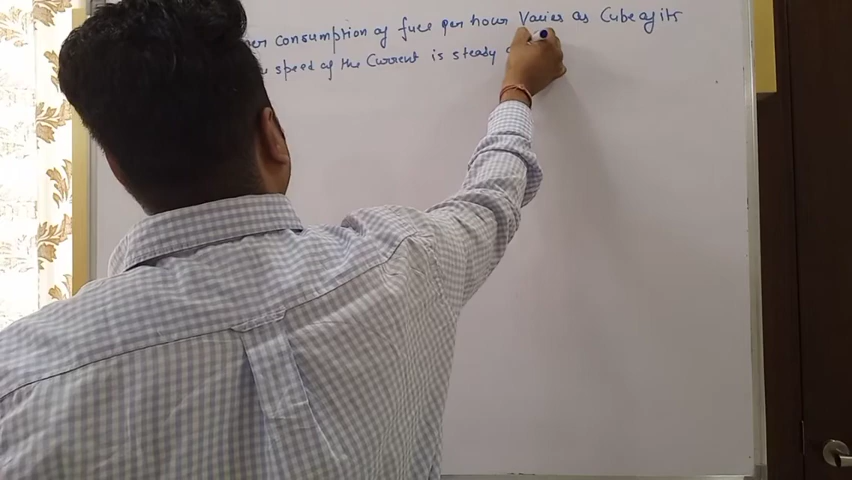 consumption of fuel per hour Varies as Cube of its
speed of the Current is steady